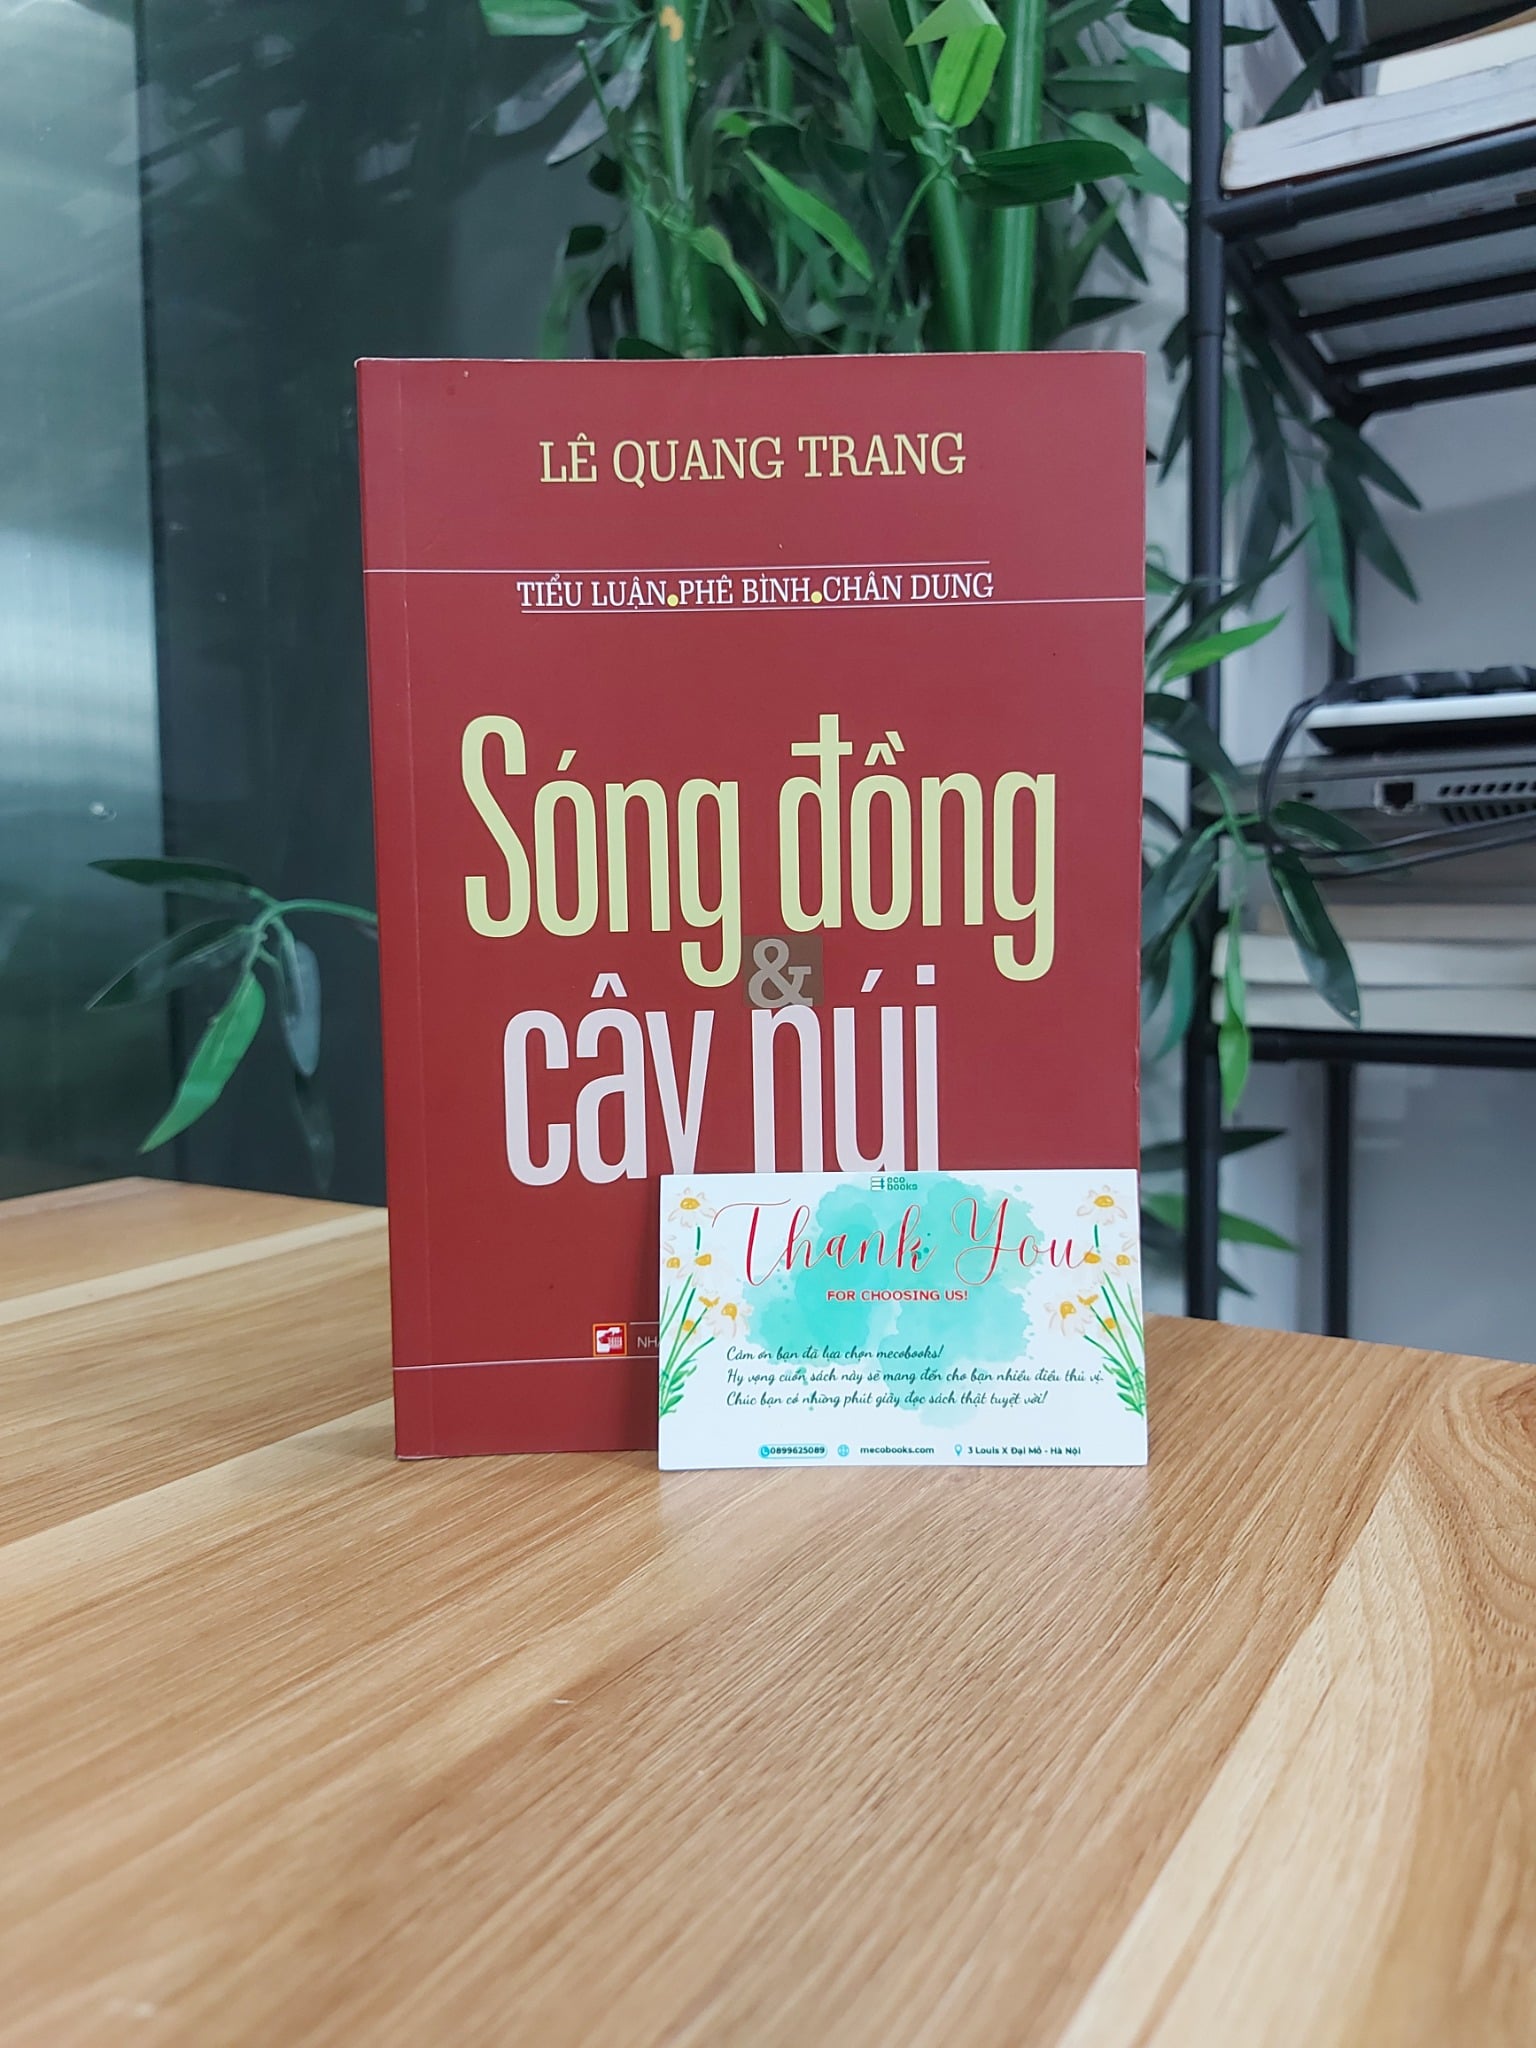 LÊ QUANG TRANG
TIỂU LUẬN.PHÊ BÌNH.CHÂN DUNG
Sóng đồng
&
cây núi
eco
books
Thank You
FOR CHOOSING US!
Cảm ơn bạn đã lựa chọn mecobooks!
Hy vọng cuốn sách này sẽ mang đến cho bạn nhiều điều thú vị.
Chúc bạn có những phút giây đọc sách thật tuyệt vời!
0899625089 mecobooks.com 3 Louis X Đại Mỗ - Hà Nội